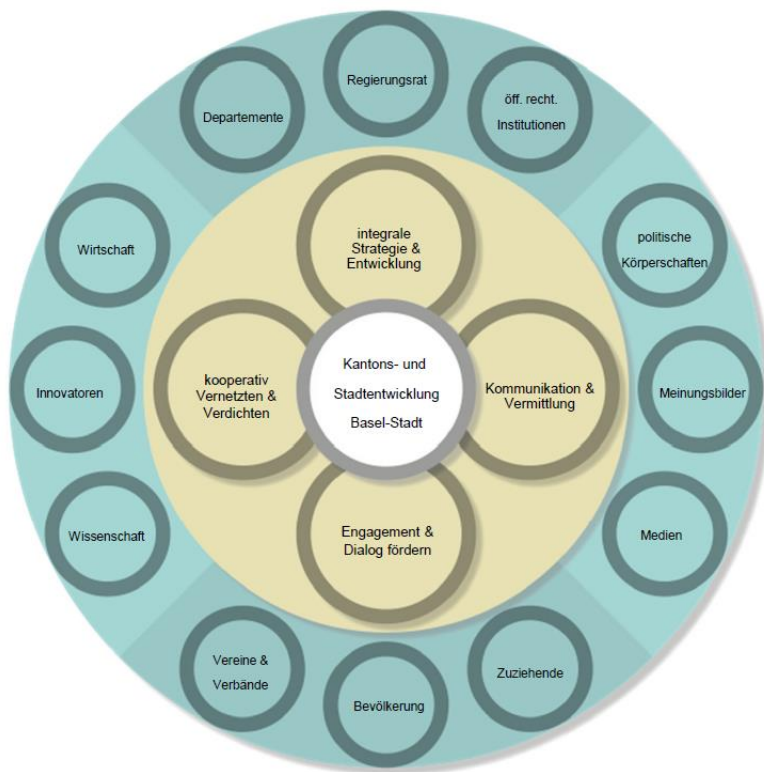 Regierungsrat
Departemente
öff. recht.
Institutionen
Wirtschaft
integrale
Strategie &
Entwicklung
politische
Körperschaften
Innovatoren
kooperativ
Vernetzten &
Verdichten
Kantons- und
Stadtentwicklung
Basel-Stadt
Kommunikation &
Vermittlung
Meinungsbilder
Wissenschaft
Engagement &
Dialog fördern
Medien
Vereine &
Verbände
Bevölkerung
Zuziehende